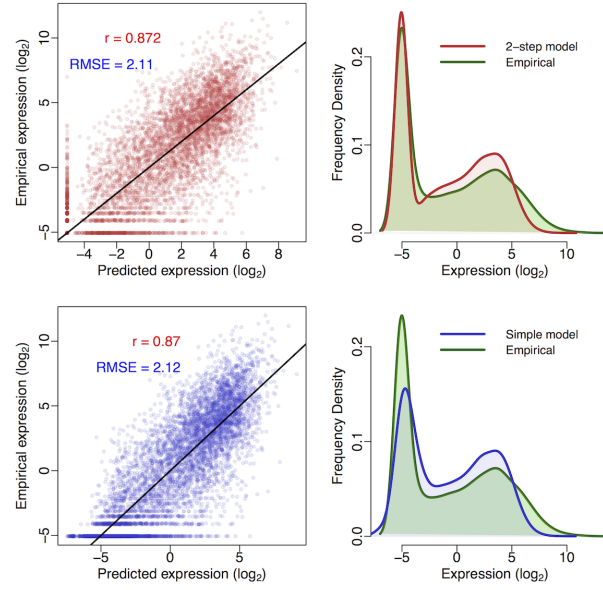 r = 0.872
RMSE = 2.11
Empirical expression (log2)
10
5
0
−5
−4
−2
0
2
4
6
8
Predicted expression (log2)
2−step model
Empirical
Frequency Density
0.2
0.1
0.0
−5
0
5
10
Expression (log2)
r = 0.87
RMSE = 2.12
Empirical expression (log2)
10
5
0
−5
−5
0
5
Predicted expression (log2)
Simple model
Empirical
Frequency Density
0.2
0.1
0.0
−5
0
5
10
Expression (log2)